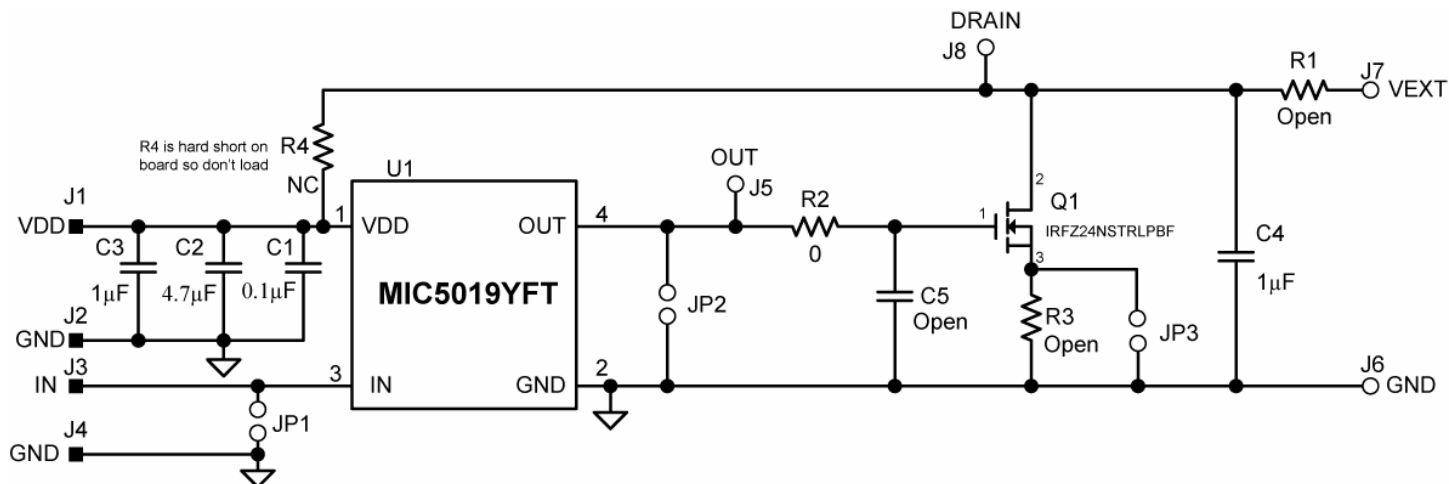 DRAIN
J8
R1
J7
VEXT
Open
R4 is hard short on
board so don't load
R4
NC
U1
OUT
J5
R2
0
2
Q1
1
IRFZ24NSTRLPBF
3
J1
VDD
1
VDD
OUT
4
C3
C2
C1
1µF
4.7µF
0.1µF
MIC5019YFT
JP2
C5
Open
R3
Open
JP3
C4
1µF
J2
GND
J3
IN
3
IN
GND
2
J6
GND
JP1
J4
GND